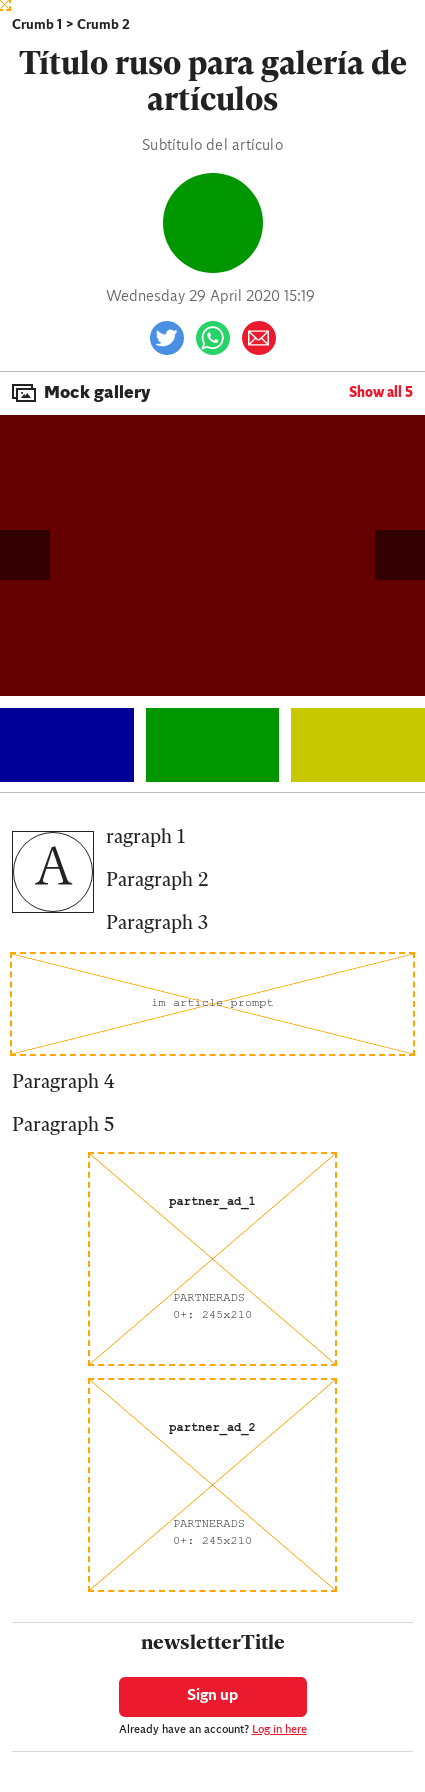 Crumb 1 > Crumb 2
Título ruso para galería de
artículos
Subtítulo del artículo
Wednesday 29 April 2020 15:19
Mock gallery
Show all 5
A
ragraph 1
Paragraph 2
Paragraph 3
im article prompt
Paragraph 4
Paragraph 5
partner_ad_1
PARTNERADS
0+: 245x210
partner_ad_2
PARTNERADS
0+: 245x210
newsletterTitle
Sign up
Already have an account? Log in here